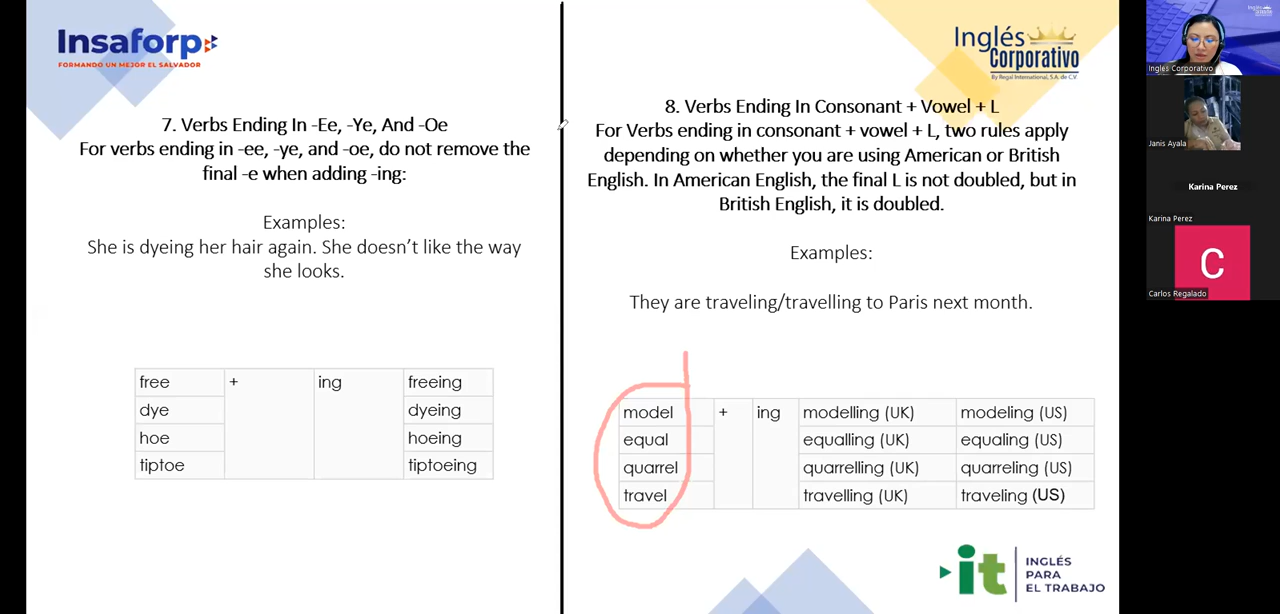 Insaforp
FORMANDO UN MEJOR EL SALVADOR
7. Verbs Ending In -Ee, -Ye, And -Oe
For verbs ending in -ee, -ye, and -oe, do not remove the
final -e when adding -ing:
Examples:
She is dyeing her hair again. She doesn't like the way
she looks.
free + ing freeing
dye dyeing
hoe hoeing
tiptoe tiptoeing
Inglés
Corporativo
By Regal International, S.A. de C.V.
8. Verbs Ending In Consonant + Vowel + L
For Verbs ending in consonant + vowel + L, two rules apply
depending on whether you are using American or British
English. In American English, the final L is not doubled, but in
British English, it is doubled.
Examples:
They are traveling/travelling to Paris next month.
model + ing modelling (UK) modeling (US)
equal equalling (UK) equaling (US)
quarrel quarrelling (UK) quarreling (US)
travel travelling (UK) traveling (US)
it
INGLÉS
PARA
EL TRABAJO
Inglés Corporativo
Janis Ayala
Karina Perez
Karina Perez
C
Carlos Regalado